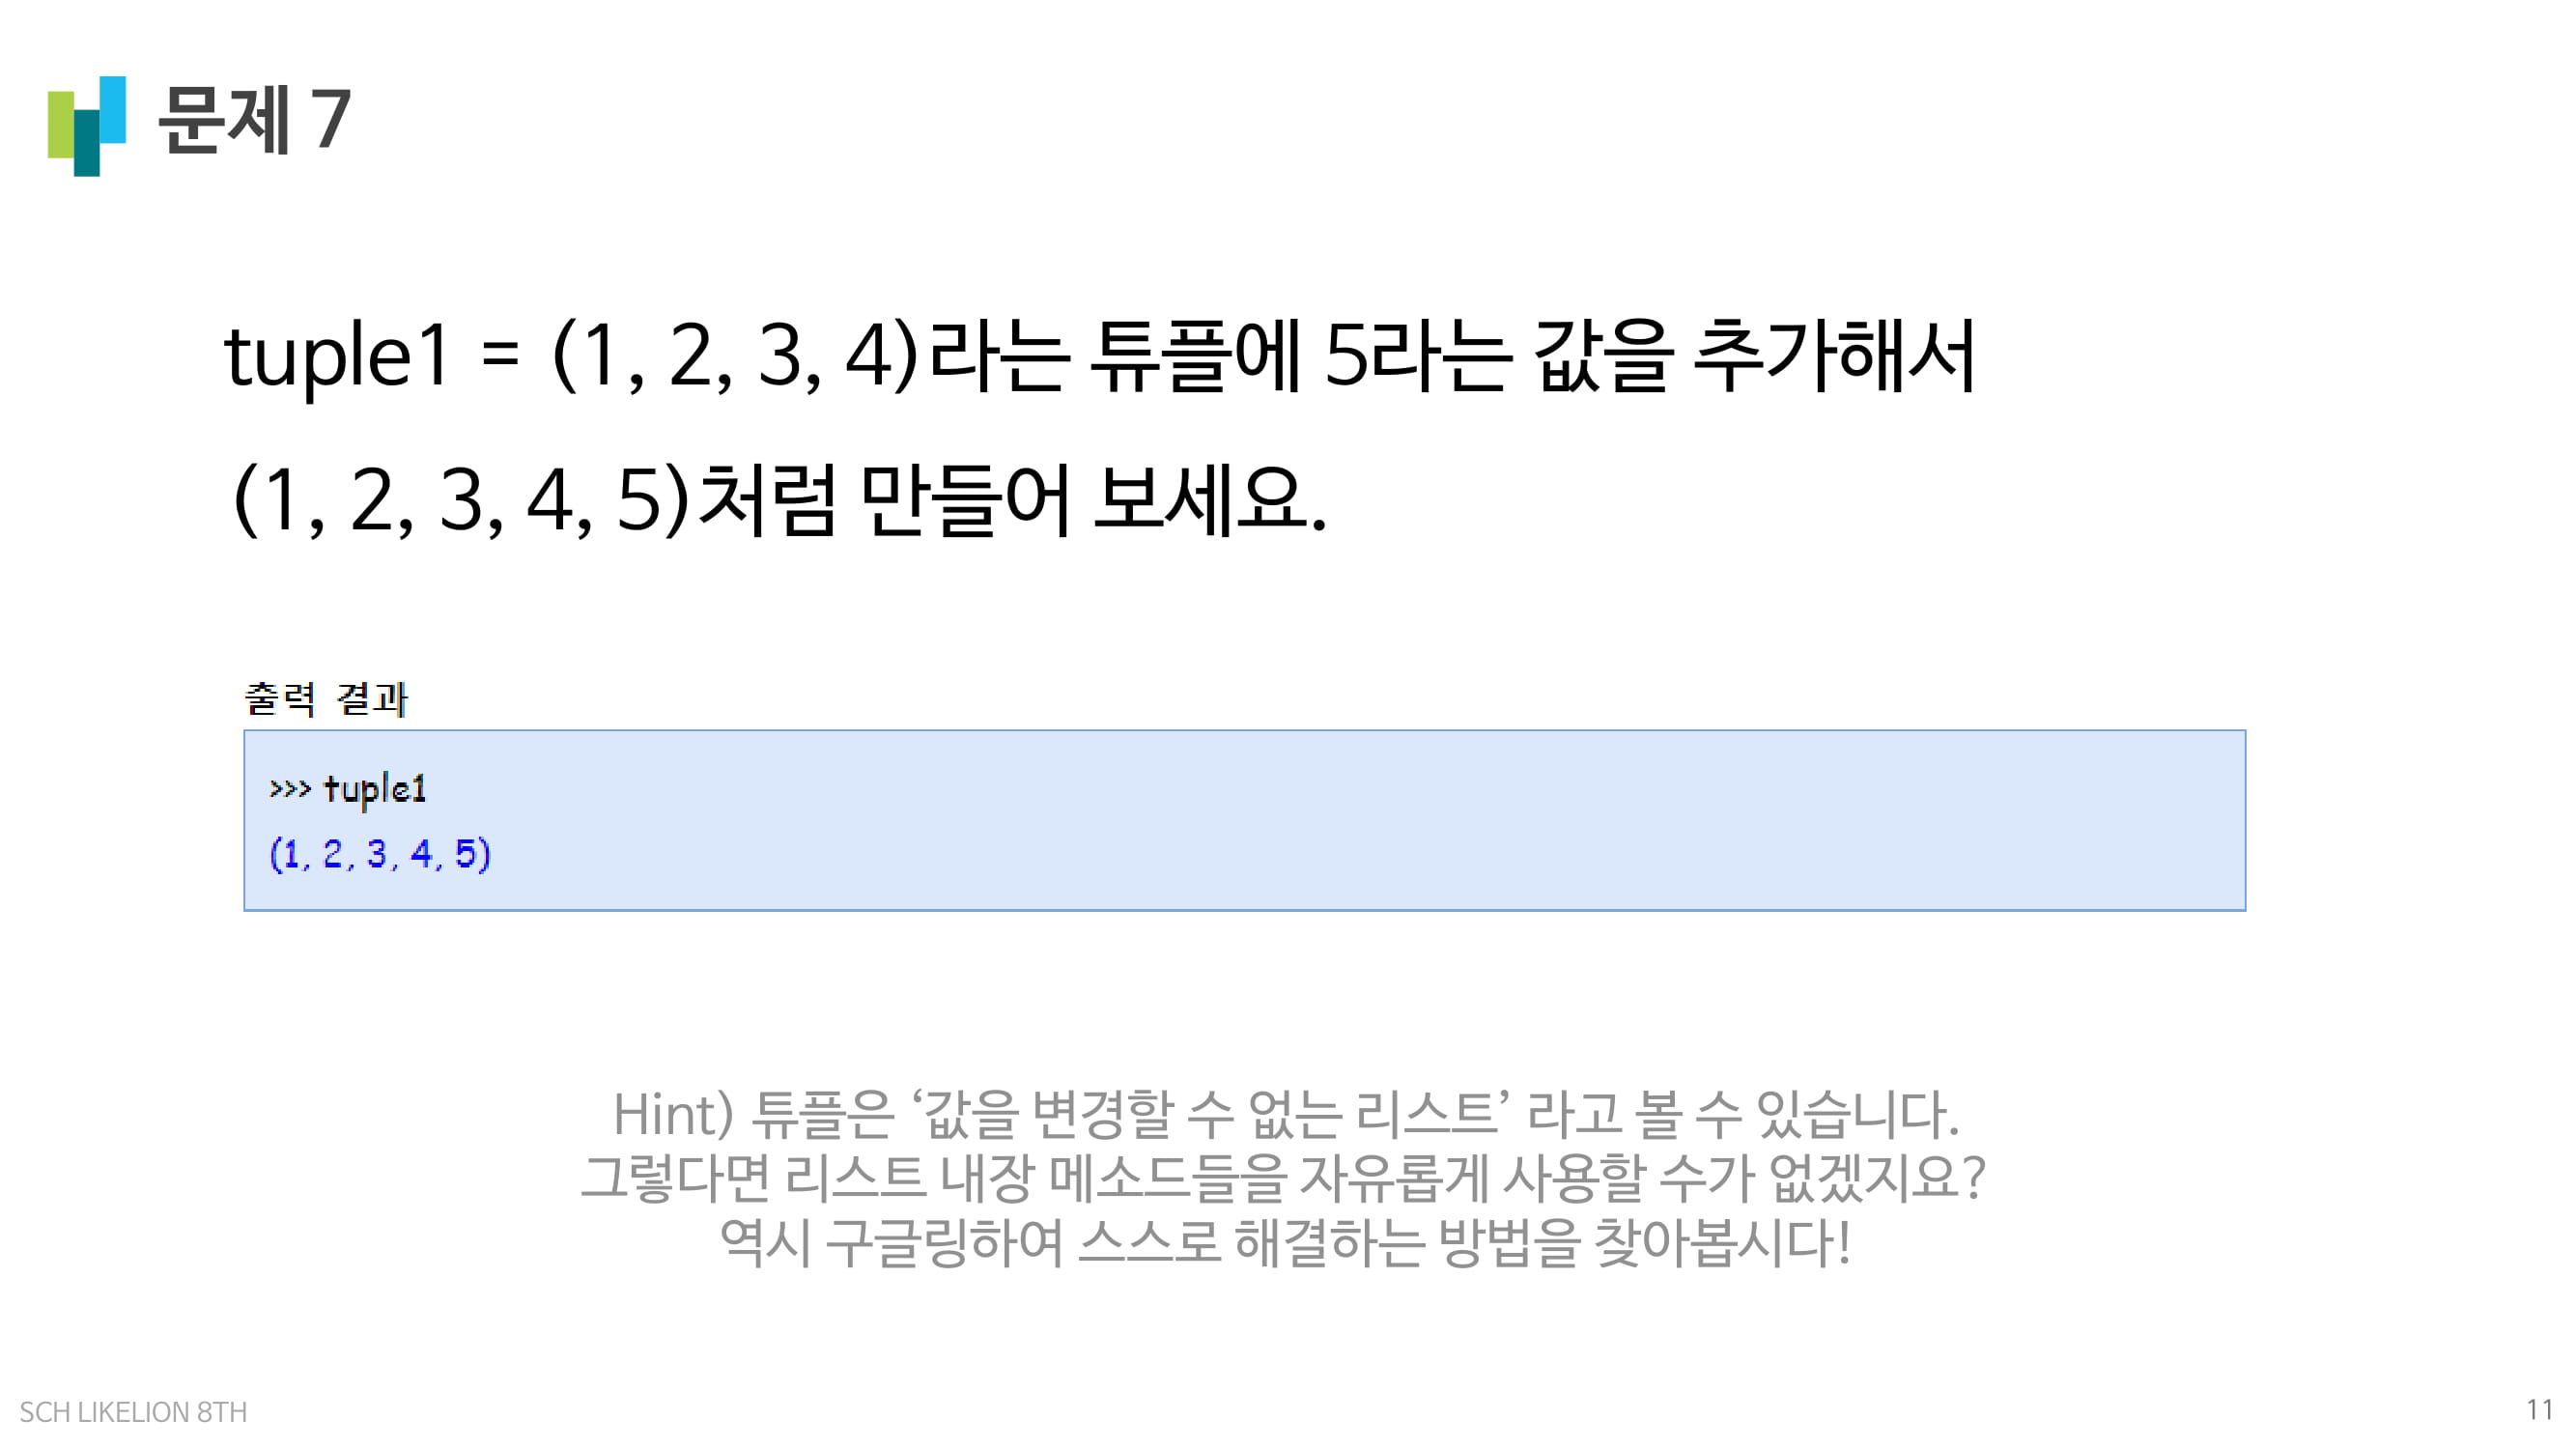 문제 7
tuple1 = (1, 2, 3, 4)라는 튜플에 5라는 값을 추가해서
(1, 2, 3, 4, 5)처럼 만들어 보세요.
출력 결과
>>> tuple1
(1, 2, 3, 4, 5)
Hint) 튜플은 ‘값을 변경할 수 없는 리스트’ 라고 볼 수 있습니다.
그렇다면 리스트 내장 메소드들을 자유롭게 사용할 수가 없겠지요?
역시 구글링하여 스스로 해결하는 방법을 찾아봅시다!
SCH LIKELION 8TH
11